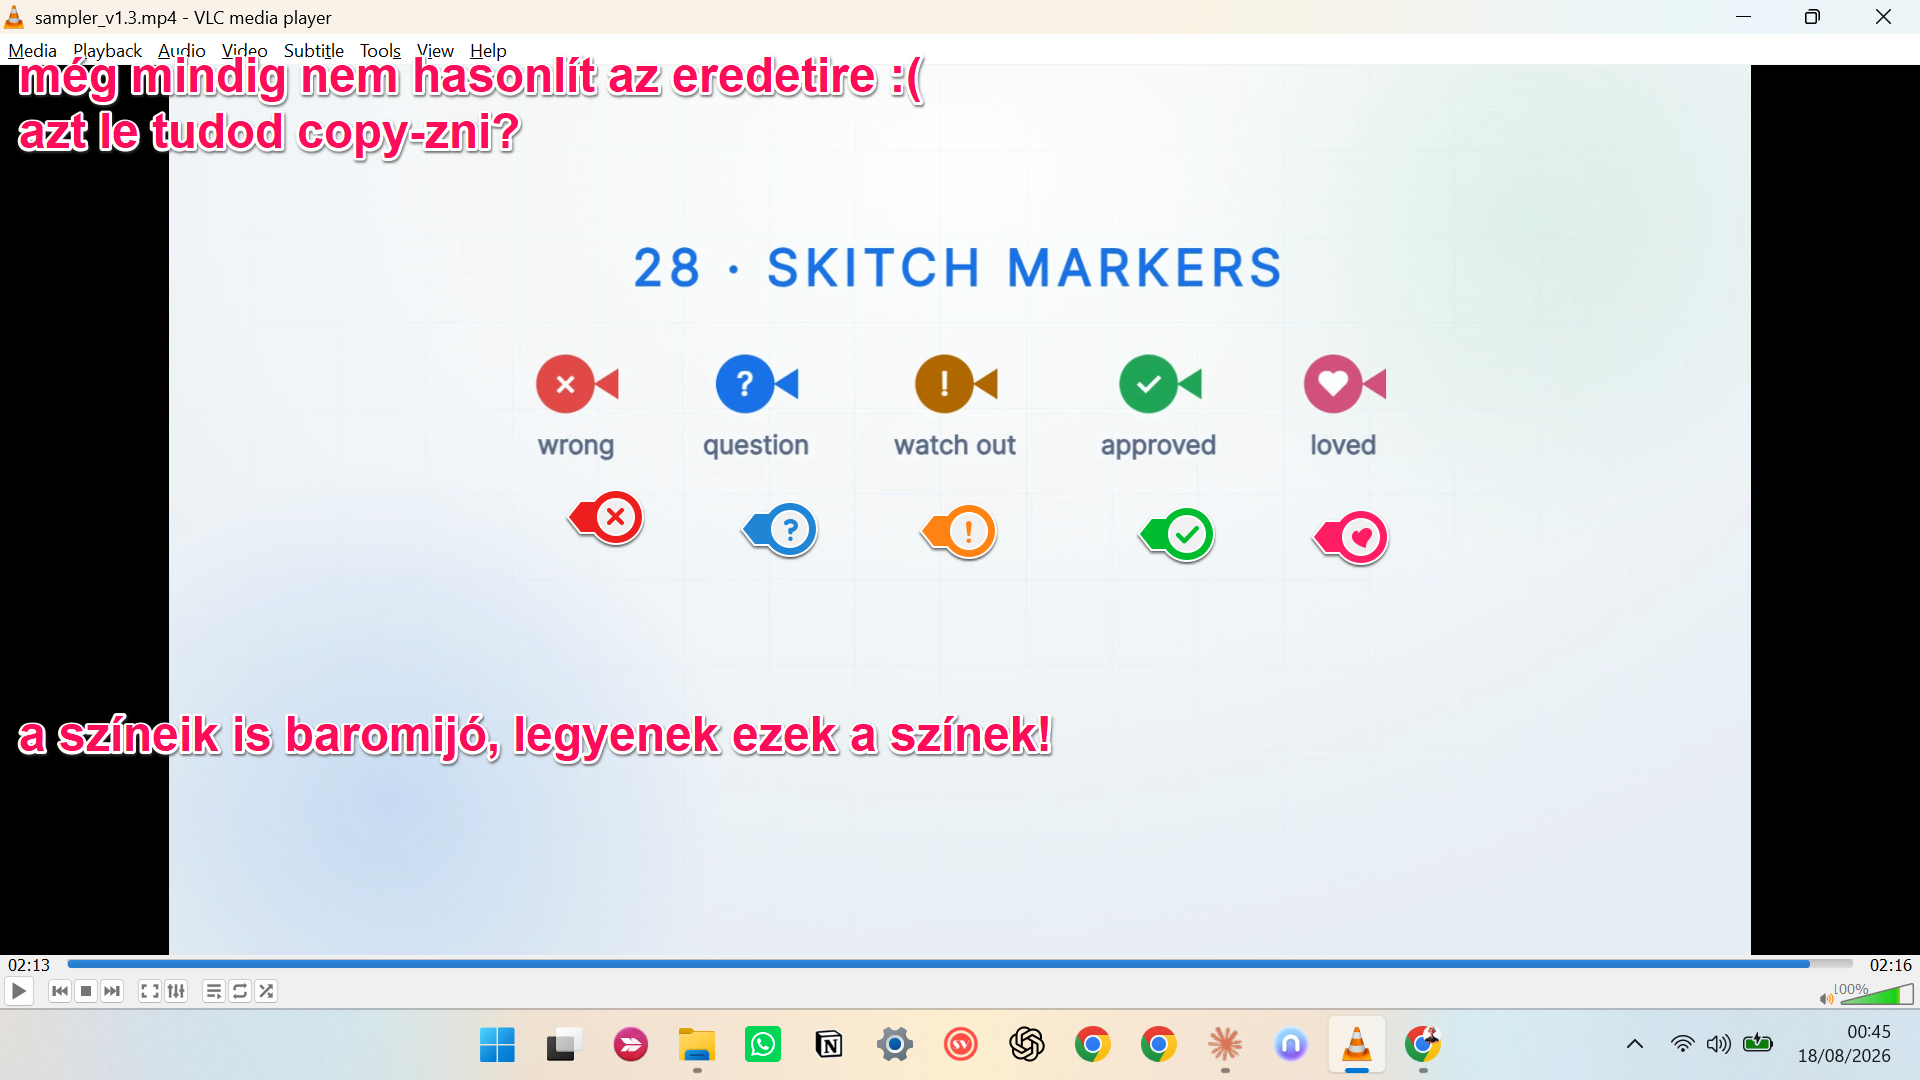 sampler_v1.3.mp4 - VLC media player
Media Playback Audio Video Subtitle Tools View Help
még mindig nem hasonlít az eredetire :(
azt le tudod copy-zni?
28 · SKITCH MARKERS
wrong question watch out approved loved
a színeik is baromijó, legyenek ezek a színek!
02:13 02:16
100%
00:45
18/08/2026